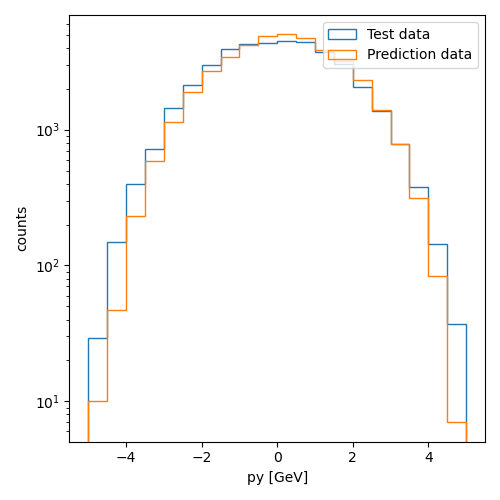 Test data
Prediction data
counts
10³
10²
10¹
−4 −2 0 2 4
py [GeV]